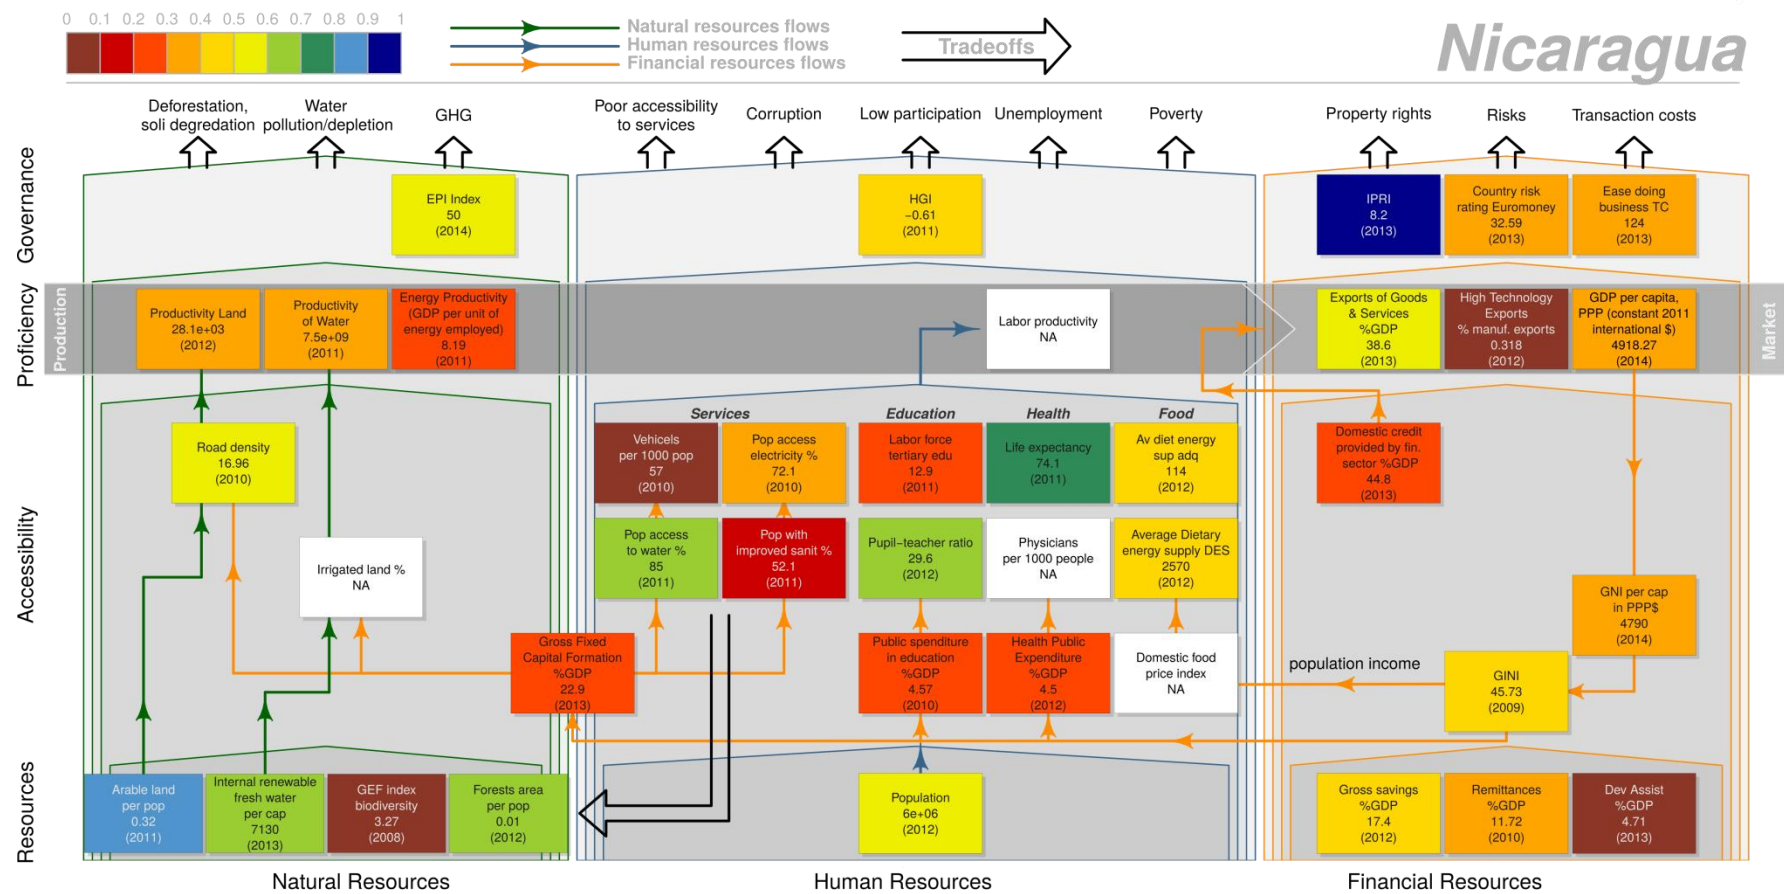 0 0.1 0.2 0.3 0.4 0.5 0.6 0.7 0.8 0.9 1
Natural resources flows
Human resources flows
Financial resources flows
Tradeoffs
Nicaragua
Deforestation,
soli degredation
Water
pollution/depletion
GHG
Poor accessibility
to services
Corruption
Low participation
Unemployment
Poverty
Property rights
Risks
Transaction costs
Governance
EPI Index
50
(2014)
HGI
−0.61
(2011)
IPRI
8.2
(2013)
Country risk
rating Euromoney
32.59
(2013)
Ease doing
business TC
124
(2013)
Proficiency
Production
Productivity Land
28.1e+03
(2012)
Productivity
of Water
7.5e+09
(2011)
Energy Productivity
(GDP per unit of
energy employed)
8.19
(2011)
Labor productivity
NA
Exports of Goods
& Services
%GDP
38.6
(2013)
High Technology
Exports
% manuf. exports
0.318
(2012)
GDP per capita,
PPP (constant 2011
international $)
4918.27
(2014)
Market
Accessibility
Services
Education
Health
Food
Road density
16.96
(2010)
Vehicels
per 1000 pop
57
(2010)
Pop access
electricity %
72.1
(2010)
Labor force
tertiary edu
12.9
(2011)
Life expectancy
74.1
(2011)
Av diet energy
sup adq
114
(2012)
Domestic credit
provided by fin.
sector %GDP
44.8
(2013)
Irrigated land %
NA
Pop access
to water %
85
(2011)
Pop with
improved sanit %
52.1
(2011)
Pupil−teacher ratio
29.6
(2012)
Physicians
per 1000 people
NA
Average Dietary
energy supply DES
2570
(2012)
GNI per cap
in PPP$
4790
(2014)
Gross Fixed
Capital Formation
%GDP
22.9
(2013)
Public spenditure
in education
%GDP
4.57
(2010)
Health Public
Expenditure
%GDP
4.5
(2012)
Domestic food
price index
NA
population income
GINI
45.73
(2009)
Resources
Arable land
per pop
0.32
(2011)
Internal renewable
fresh water
per cap
7130
(2013)
GEF index
biodiversity
3.27
(2008)
Forests area
per pop
0.01
(2012)
Population
6e+06
(2012)
Gross savings
%GDP
17.4
(2012)
Remittances
%GDP
11.72
(2010)
Dev Assist
%GDP
4.71
(2013)
Natural Resources
Human Resources
Financial Resources